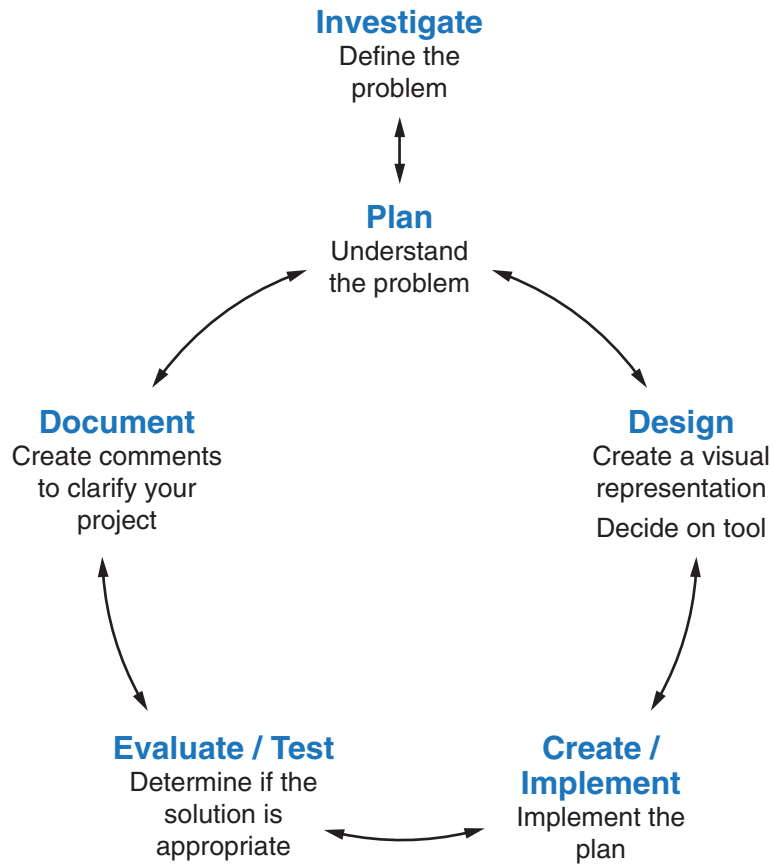 Investigate
Define the
problem
Plan
Understand
the problem
Design
Create a visual
representation
Decide on tool
Create /
Implement
Implement the
plan
Evaluate / Test
Determine if the
solution is
appropriate
Document
Create comments
to clarify your
project